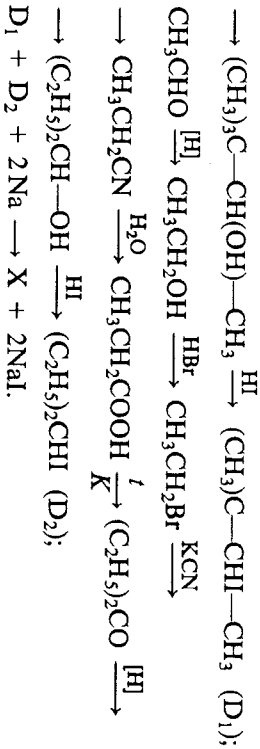 ⟶ (CH₃)₃C—CH(OH)—CH₃ —HI→ (CH₃)C—CHI—CH₃ (D₁);
CH₃CHO —[H]→ CH₃CH₂OH —HBr→ CH₃CH₂Br —KCN→
⟶ CH₃CH₂CN —H₂O→ CH₃CH₂COOH —t/K→ (C₂H₅)₂CO —[H]→
⟶ (C₂H₅)₂CH—OH —HI→ (C₂H₅)₂CHI (D₂);
D₁ + D₂ + 2Na ⟶ X + 2NaI.